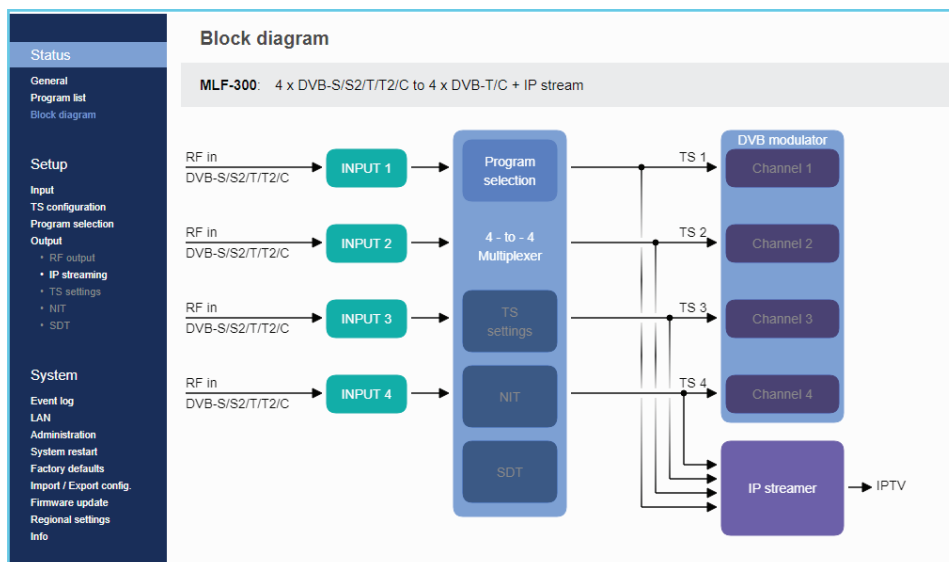 Status
General
Program list
Block diagram
Setup
Input
TS configuration
Program selection
Output
• RF output
• IP streaming
• TS settings
• NIT
• SDT
System
Event log
LAN
Administration
System restart
Factory defaults
Import / Export config.
Firmware update
Regional settings
Info
Block diagram
MLF-300: 4 x DVB-S/S2/T/T2/C to 4 x DVB-T/C + IP stream
RF in
DVB-S/S2/T/T2/C
INPUT 1
RF in
DVB-S/S2/T/T2/C
INPUT 2
RF in
DVB-S/S2/T/T2/C
INPUT 3
RF in
DVB-S/S2/T/T2/C
INPUT 4
Program
selection
4 - to - 4
Multiplexer
TS
settings
NIT
SDT
TS 1
TS 2
TS 3
TS 4
DVB modulator
Channel 1
Channel 2
Channel 3
Channel 4
IP streamer
IPTV